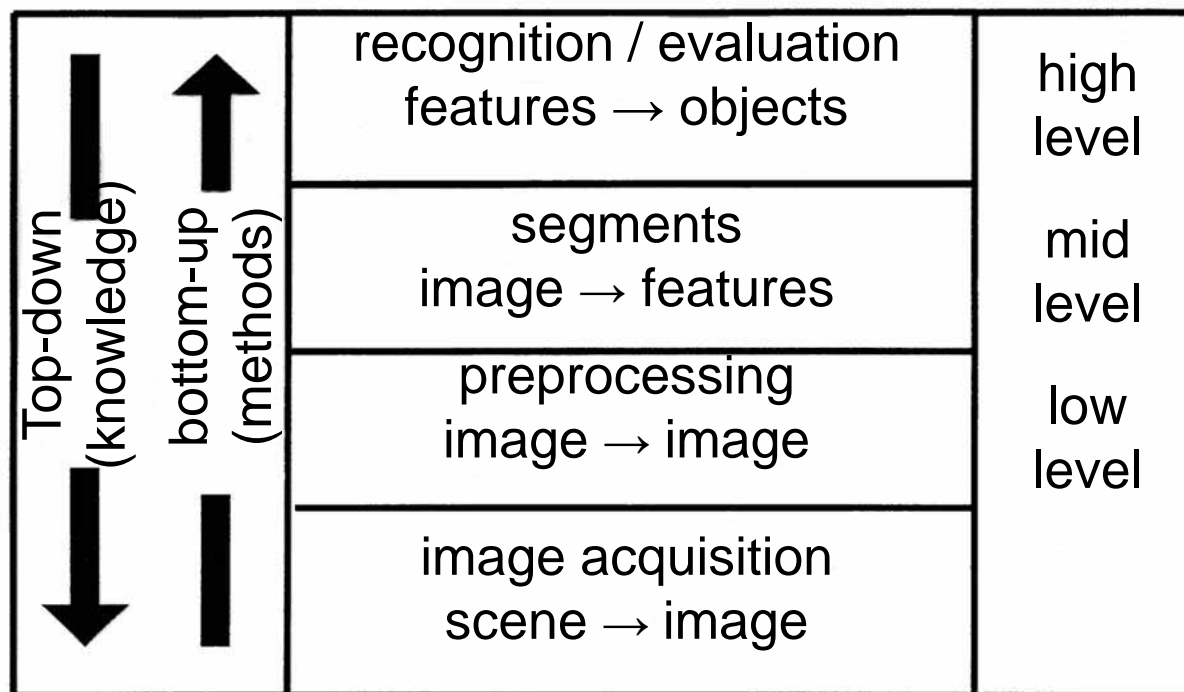 Top-down
(knowledge)
bottom-up
(methods)
recognition / evaluation
features → objects
segments
image → features
preprocessing
image → image
image acquisition
scene → image
high
level
mid
level
low
level